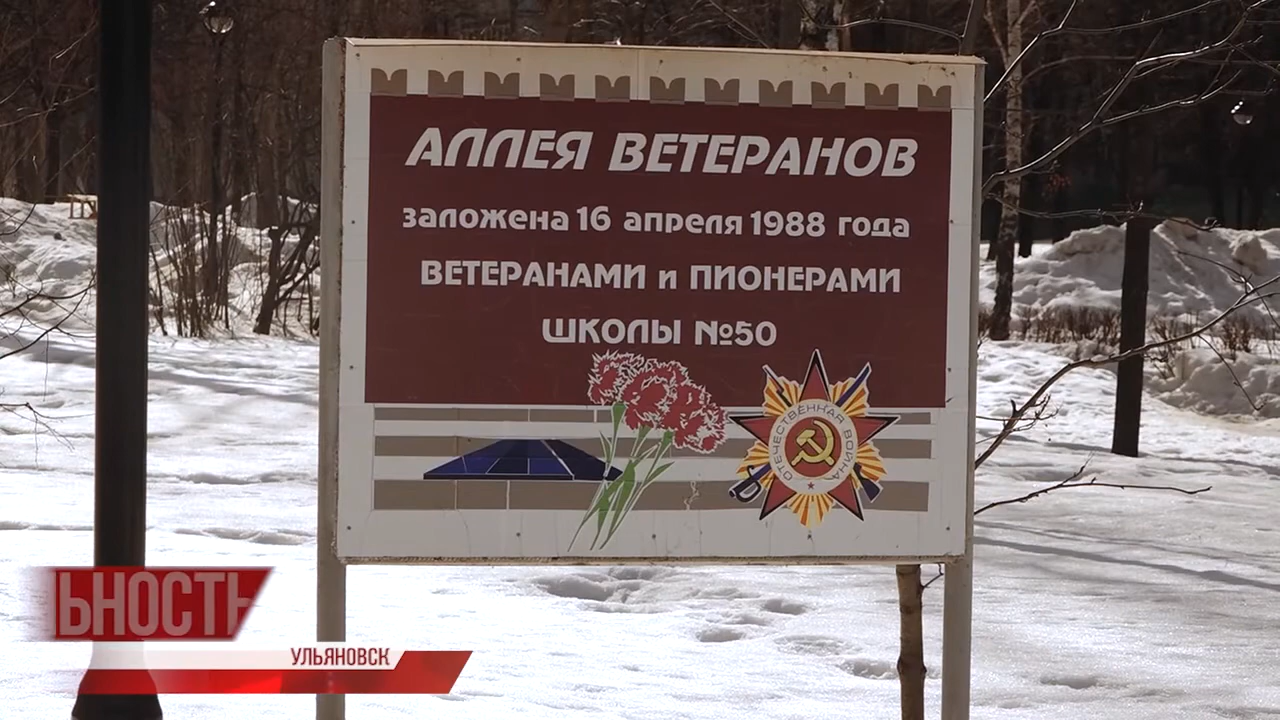 АЛЛЕЯ ВЕТЕРАНОВ
заложена 16 апреля 1988 года
ВЕТЕРАНАМИ и ПИОНЕРАМИ
ШКОЛЫ №50
ОТЕЧЕСТВЕННАЯ ВОЙНА
ЬНОСТЬ
УЛЬЯНОВСК